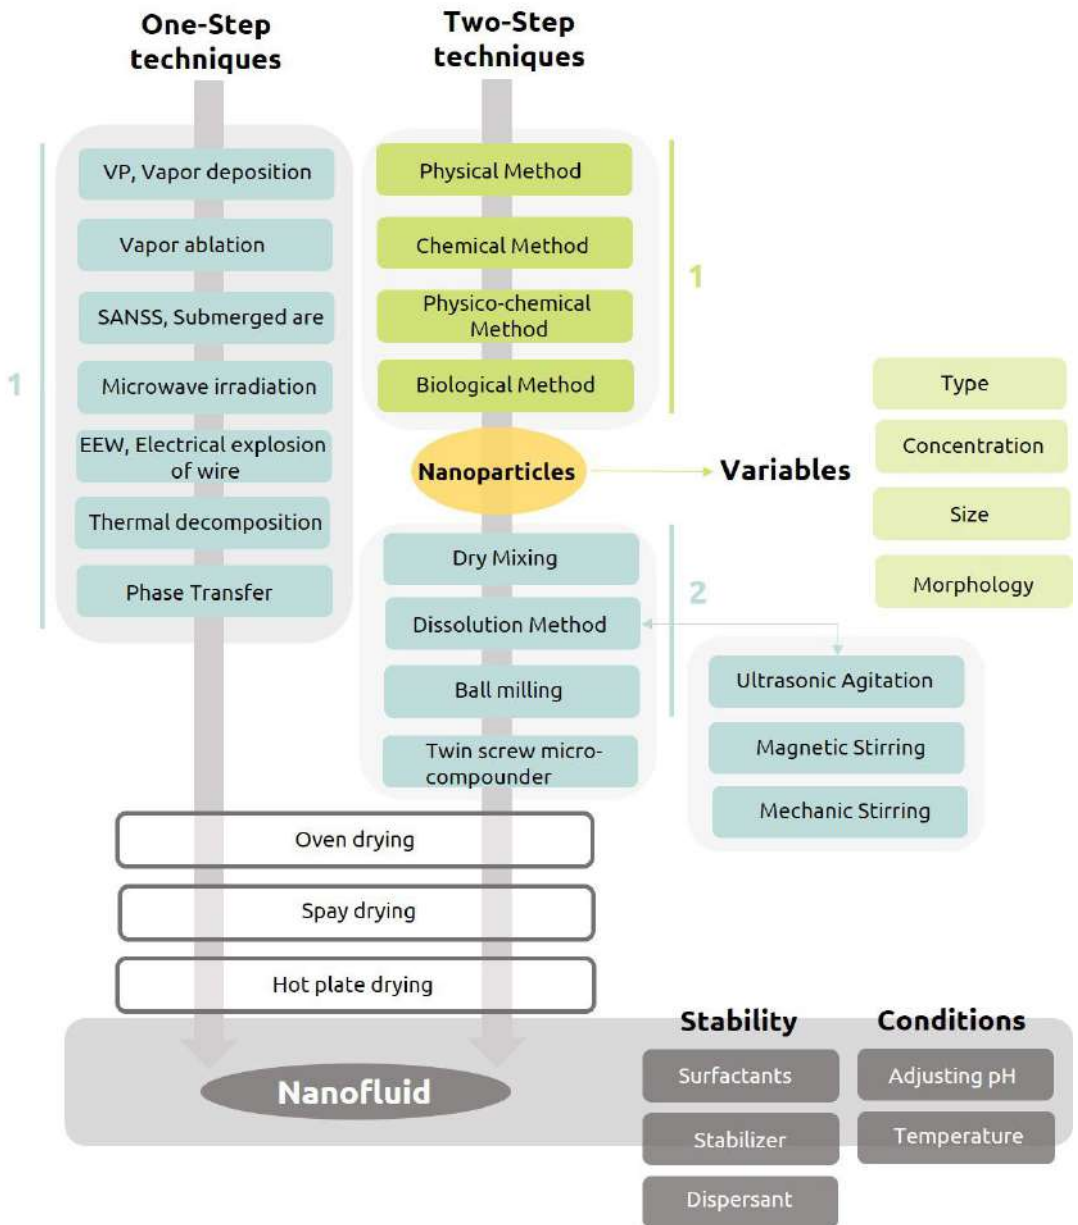 One-Step
techniques
Two-Step
techniques
VP, Vapor deposition
Vapor ablation
SANSS, Submerged are
Microwave irradiation
EEW, Electrical explosion
of wire
Thermal decomposition
Phase Transfer
1
Physical Method
Chemical Method
Physico-chemical
Method
Biological Method
1
Nanoparticles
Variables
Type
Concentration
Size
Morphology
Dry Mixing
Dissolution Method
Ball milling
Twin screw micro-
compounder
2
Ultrasonic Agitation
Magnetic Stirring
Mechanic Stirring
Oven drying
Spay drying
Hot plate drying
Nanofluid
Stability
Surfactants
Stabilizer
Dispersant
Conditions
Adjusting pH
Temperature